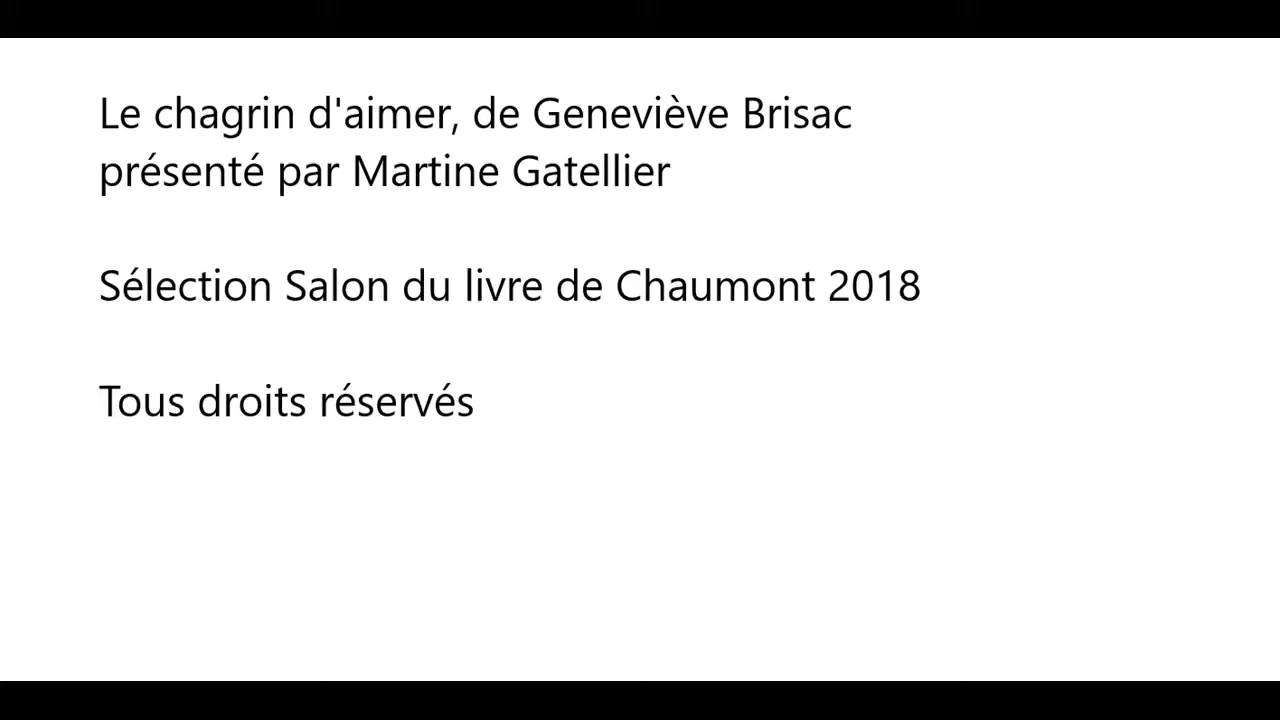 Le chagrin d'aimer, de Geneviève Brisac
présenté par Martine Gatellier
Sélection Salon du livre de Chaumont 2018
Tous droits réservés